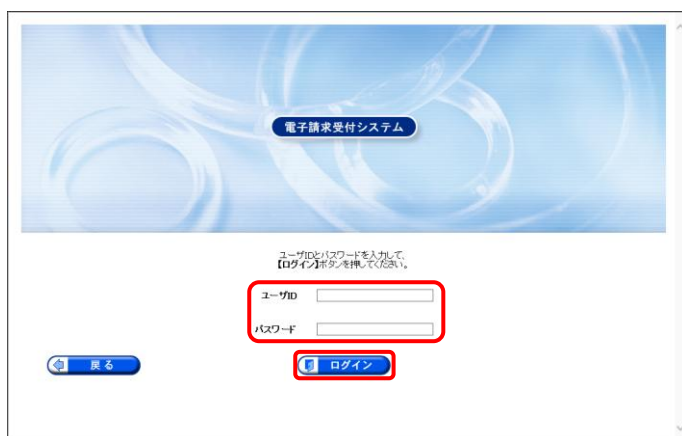 電子請求受付システム
ユーザIDとパスワードを入力して、
【ログイン】ボタンを押してください。
ユーザID
パスワード
戻る
ログイン